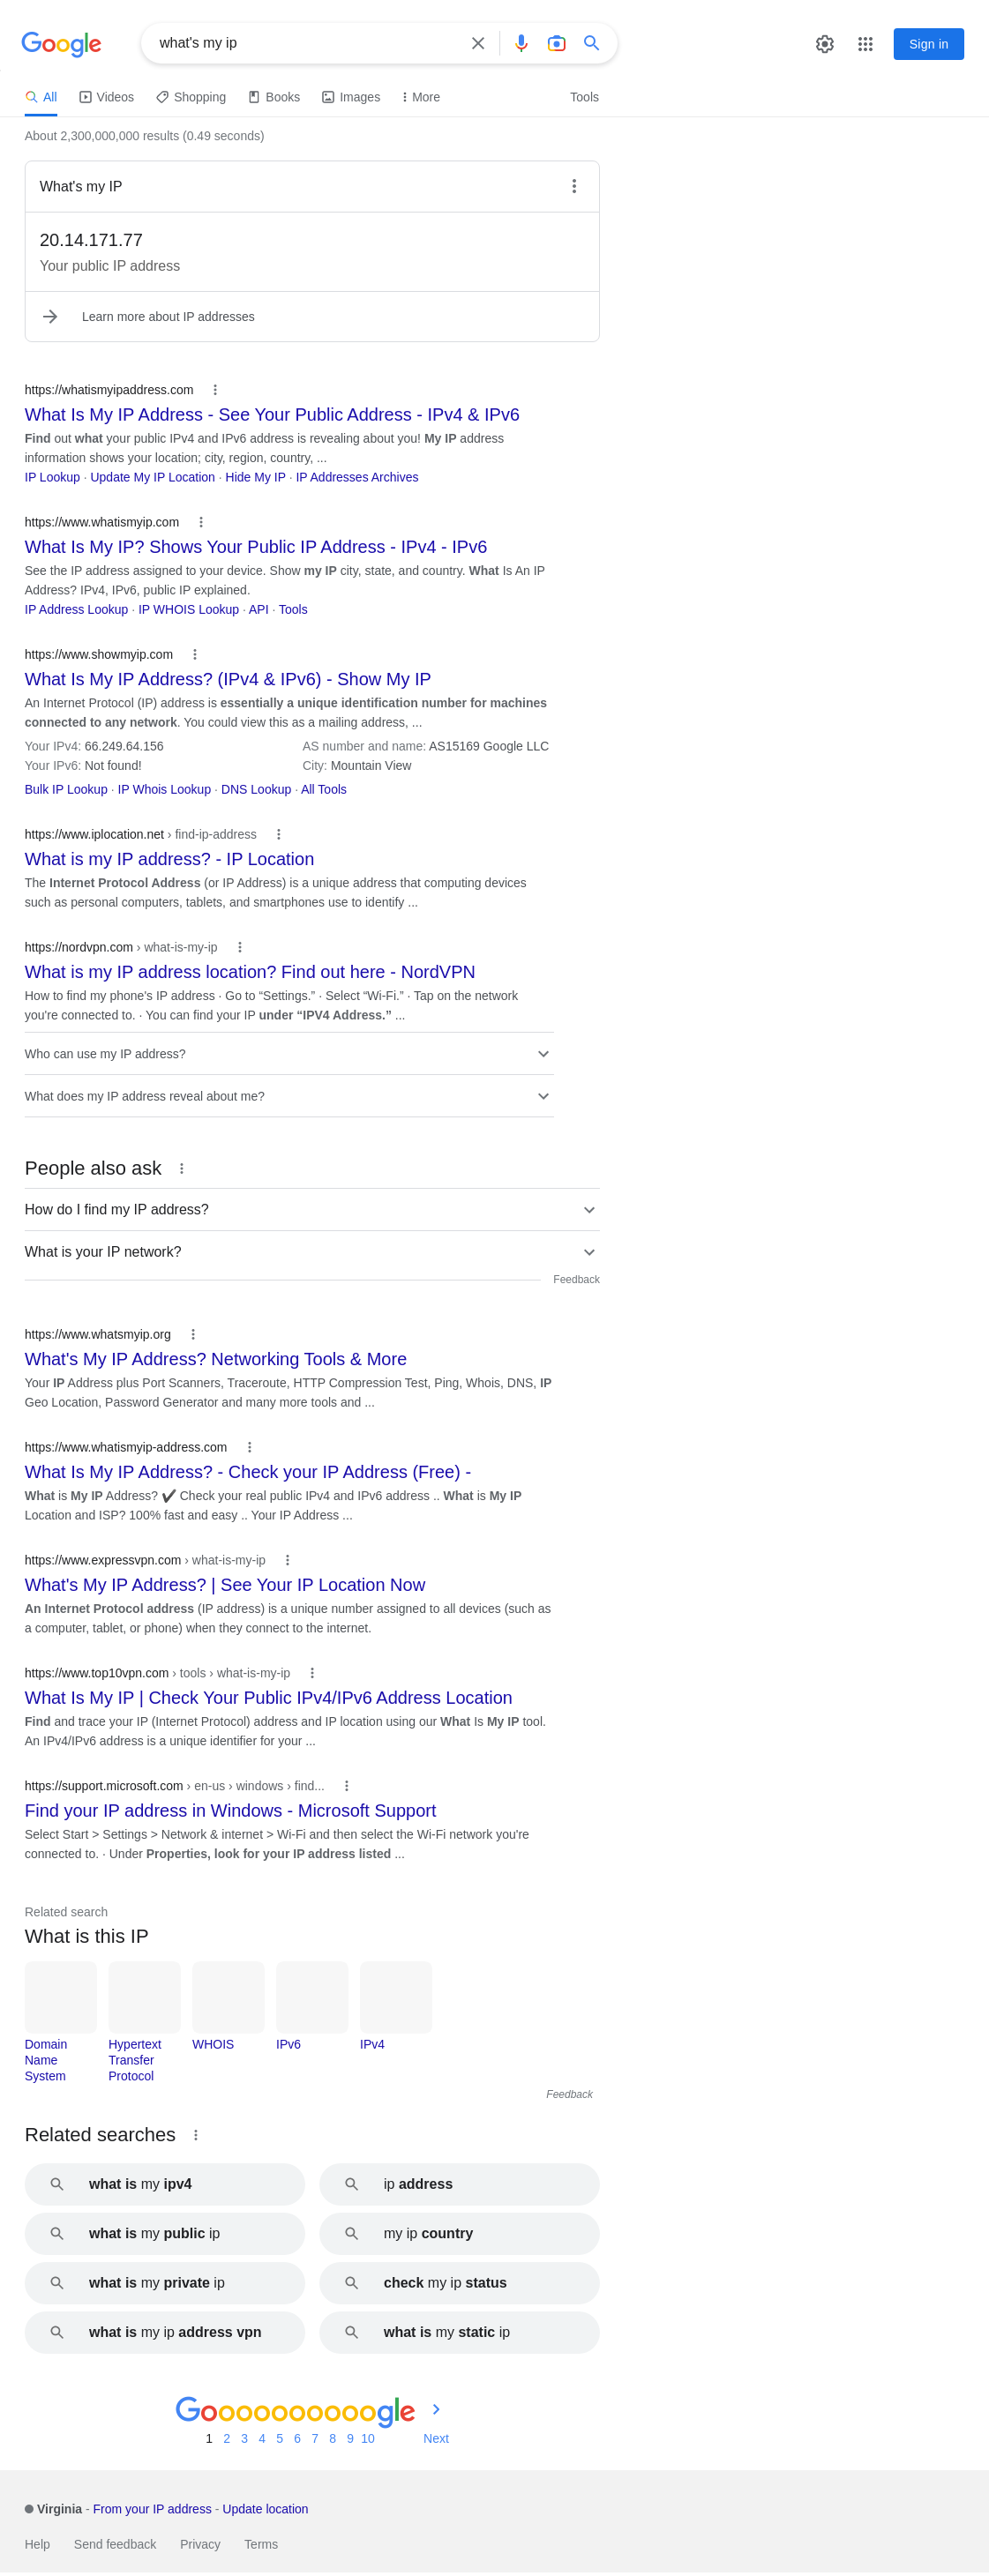 Google
what's my ip
Sign in
All
Videos
Shopping
Books
Images
More
Tools
About 2,300,000,000 results (0.49 seconds)
What's my IP
20.14.171.77
Your public IP address
Learn more about IP addresses
https://whatismyipaddress.com
What Is My IP Address - See Your Public Address - IPv4 & IPv6
Find out what your public IPv4 and IPv6 address is revealing about you! My IP address
information shows your location; city, region, country, ...
IP Lookup · Update My IP Location · Hide My IP · IP Addresses Archives
https://www.whatismyip.com
What Is My IP? Shows Your Public IP Address - IPv4 - IPv6
See the IP address assigned to your device. Show my IP city, state, and country. What Is An IP
Address? IPv4, IPv6, public IP explained.
IP Address Lookup · IP WHOIS Lookup · API · Tools
https://www.showmyip.com
What Is My IP Address? (IPv4 & IPv6) - Show My IP
An Internet Protocol (IP) address is essentially a unique identification number for machines
connected to any network. You could view this as a mailing address, ...
Your IPv4: 66.249.64.156
AS number and name: AS15169 Google LLC
Your IPv6: Not found!
City: Mountain View
Bulk IP Lookup · IP Whois Lookup · DNS Lookup · All Tools
https://www.iplocation.net › find-ip-address
What is my IP address? - IP Location
The Internet Protocol Address (or IP Address) is a unique address that computing devices
such as personal computers, tablets, and smartphones use to identify ...
https://nordvpn.com › what-is-my-ip
What is my IP address location? Find out here - NordVPN
How to find my phone's IP address · Go to “Settings.” · Select “Wi-Fi.” · Tap on the network
you're connected to. · You can find your IP under “IPV4 Address.” ...
Who can use my IP address?
What does my IP address reveal about me?
People also ask
How do I find my IP address?
What is your IP network?
Feedback
https://www.whatsmyip.org
What's My IP Address? Networking Tools & More
Your IP Address plus Port Scanners, Traceroute, HTTP Compression Test, Ping, Whois, DNS, IP
Geo Location, Password Generator and many more tools and ...
https://www.whatismyip-address.com
What Is My IP Address? - Check your IP Address (Free) -
What is My IP Address? ✔ Check your real public IPv4 and IPv6 address .. What is My IP
Location and ISP? 100% fast and easy .. Your IP Address ...
https://www.expressvpn.com › what-is-my-ip
What's My IP Address? | See Your IP Location Now
An Internet Protocol address (IP address) is a unique number assigned to all devices (such as
a computer, tablet, or phone) when they connect to the internet.
https://www.top10vpn.com › tools › what-is-my-ip
What Is My IP | Check Your Public IPv4/IPv6 Address Location
Find and trace your IP (Internet Protocol) address and IP location using our What Is My IP tool.
An IPv4/IPv6 address is a unique identifier for your ...
https://support.microsoft.com › en-us › windows › find...
Find your IP address in Windows - Microsoft Support
Select Start > Settings > Network & internet > Wi-Fi and then select the Wi-Fi network you're
connected to. · Under Properties, look for your IP address listed ...
Related search
What is this IP
Domain
Name
System
Hypertext
Transfer
Protocol
WHOIS
IPv6
IPv4
Feedback
Related searches
what is my ipv4
ip address
what is my public ip
my ip country
what is my private ip
check my ip status
what is my ip address vpn
what is my static ip
Goooooooooogle
1 2 3 4 5 6 7 8 9 10
Next
Virginia - From your IP address - Update location
Help
Send feedback
Privacy
Terms